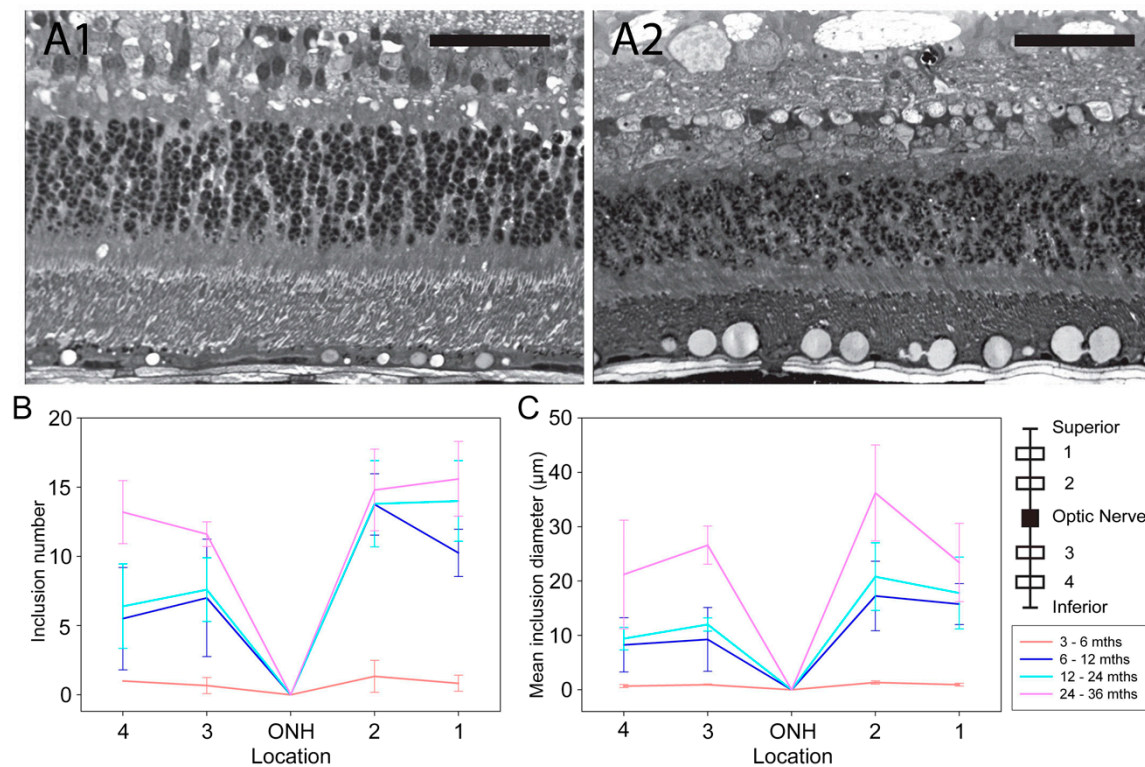 A1
A2
B
20
15
10
5
0
Inclusion number
4 3 ONH 2 1
Location
C
50
40
30
20
10
0
Mean inclusion diameter (µm)
4 3 ONH 2 1
Location
Superior
1
2
Optic Nerve
3
4
Inferior
3 - 6 mths
6 - 12 mths
12 - 24 mths
24 - 36 mths